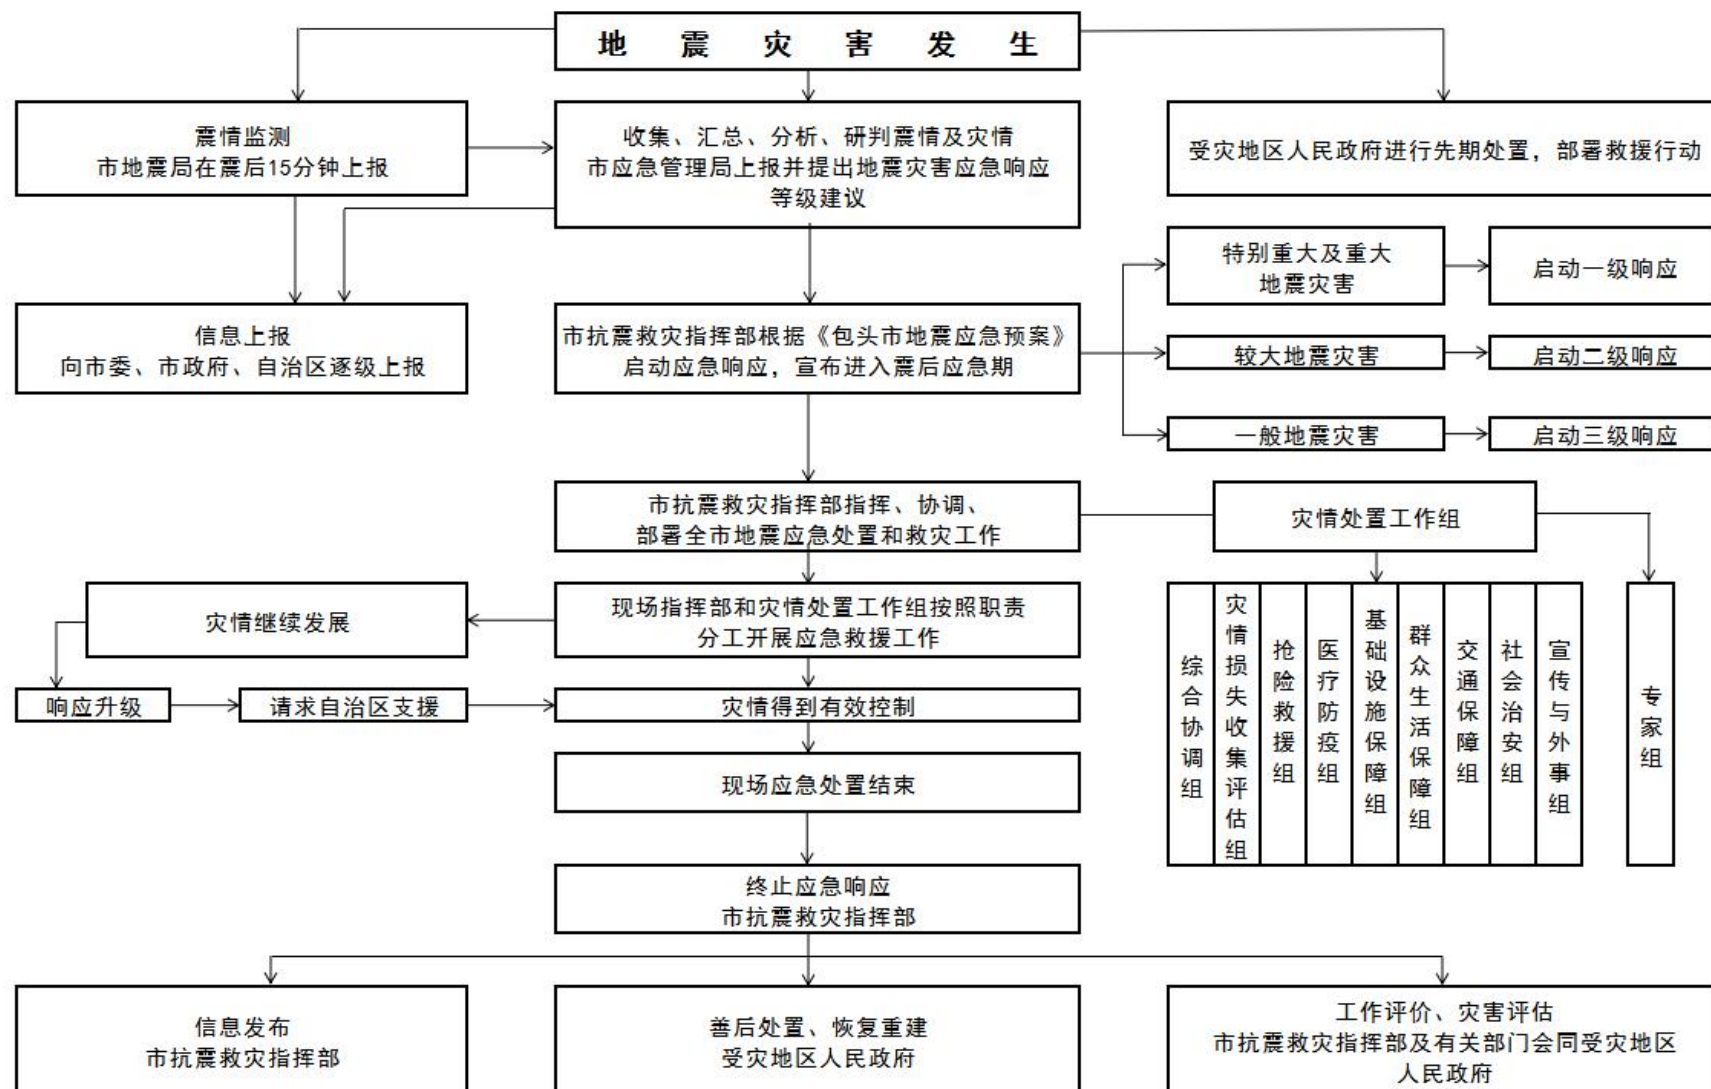 地震灾害发生
震情监测
市地震局在震后15分钟上报
收集、汇总、分析、研判震情及灾情
市应急管理局上报并提出地震灾害应急响应
等级建议
受灾地区人民政府进行先期处置，部署救援行动
特别重大及重大
地震灾害
启动一级响应
信息上报
向市委、市政府、自治区逐级上报
市抗震救灾指挥部根据《包头市地震应急预案》
启动应急响应，宣布进入震后应急期
较大地震灾害
启动二级响应
一般地震灾害
启动三级响应
市抗震救灾指挥部指挥、协调、
部署全市地震应急处置和救灾工作
灾情处置工作组
灾情继续发展
现场指挥部和灾情处置工作组按照职责
分工开展应急救援工作
综合协调组
灾情损失收集评估组
抢险救援组
医疗防疫组
基础设施保障组
群众生活保障组
交通保障组
社会治安组
宣传与外事组
专家组
响应升级
请求自治区支援
灾情得到有效控制
现场应急处置结束
终止应急响应
市抗震救灾指挥部
信息发布
市抗震救灾指挥部
善后处置、恢复重建
受灾地区人民政府
工作评价、灾害评估
市抗震救灾指挥部及有关部门会同受灾地区
人民政府